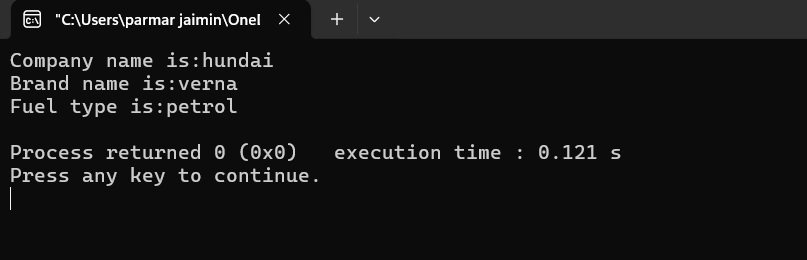 "C:\Users\parmar jaimin\Onel
Company name is:hundai
Brand name is:verna
Fuel type is:petrol
Process returned 0 (0x0)   execution time : 0.121 s
Press any key to continue.